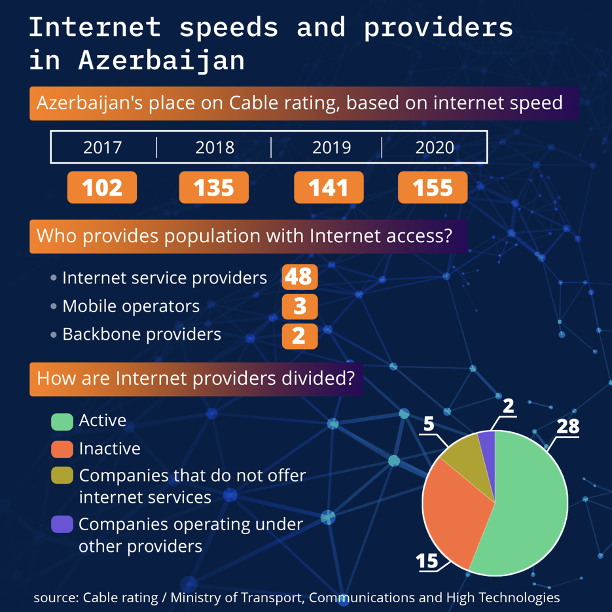 Internet speeds and providers
in Azerbaijan
Azerbaijan's place on Cable rating, based on internet speed
2017 2018 2019 2020
102 135 141 155
Who provides population with Internet access?
• Internet service providers 48
• Mobile operators 3
• Backbone providers 2
How are Internet providers divided?
Active
Inactive
Companies that do not offer
internet services
Companies operating under
other providers
2
5
28
15
source: Cable rating / Ministry of Transport, Communications and High Technologies